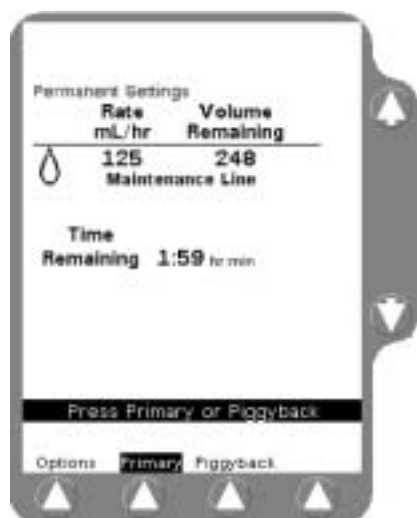 Permanent Settings
Rate Volume
mL/hr Remaining
125 248
Maintenance Line
Time
Remaining 1:59 hr min
Press Primary or Piggyback
Options Primary Piggyback